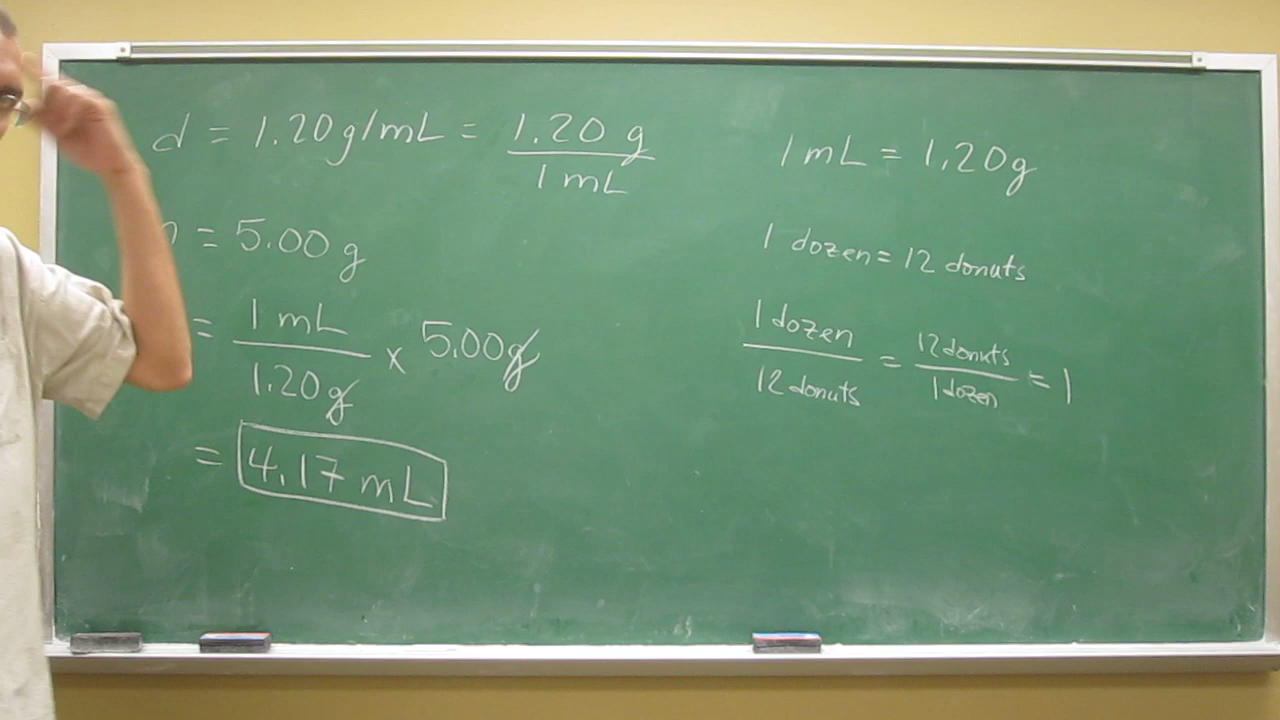 d = 1.20 g/mL = 1.20 g / 1 mL
= 5.00 g
= 1 mL / 1.20 g x 5.00 g
= 4.17 mL
1 mL = 1.20 g
1 dozen = 12 donuts
1 dozen / 12 donuts = 12 donuts / 1 dozen = 1